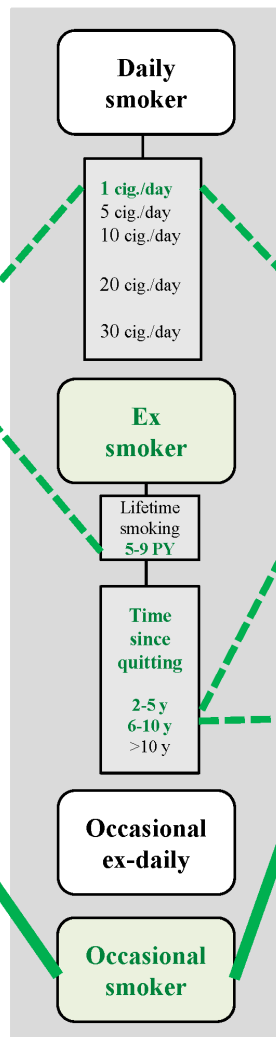 Daily
smoker
1 cig./day
5 cig./day
10 cig./day
20 cig./day
30 cig./day
Ex
smoker
Lifetime
smoking
5-9 PY
Time
since
quitting
2-5 y
6-10 y
>10 y
Occasional
ex-daily
Occasional
smoker